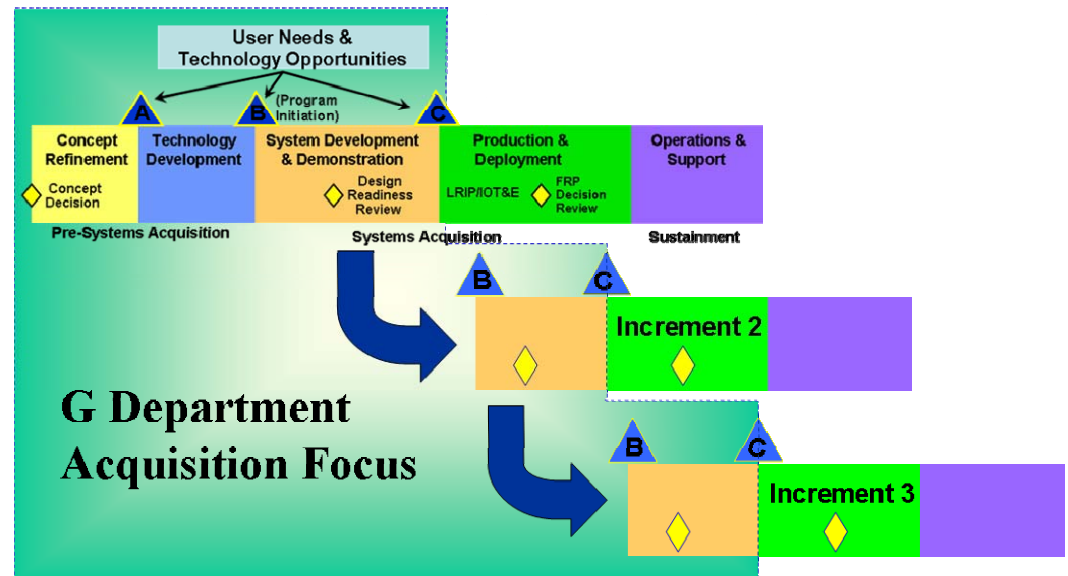 User Needs &
Technology Opportunities
A
B
(Program
Initiation)
C
Concept
Refinement
Technology
Development
System Development
& Demonstration
Production &
Deployment
Operations &
Support
Concept
Decision
Design
Readiness
Review
LRIP/IOT&E
FRP
Decision
Review
Pre-Systems Acquisition
Systems Acquisition
Sustainment
B
C
Increment 2
G Department
Acquisition Focus
B
C
Increment 3